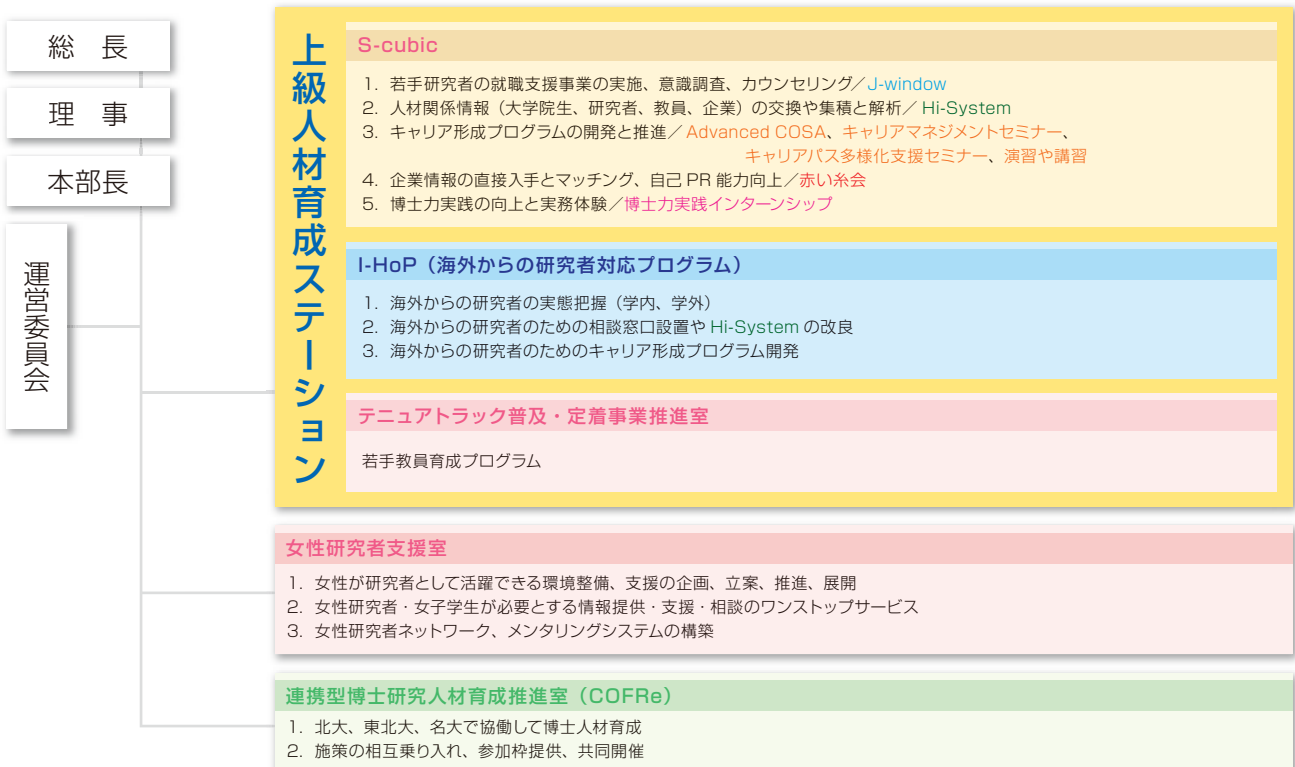 総 長
理 事
本部長
運営委員会
上級人材育成ステーション
S-cubic
1. 若手研究者の就職支援事業の実施、意識調査、カウンセリング/J-window
2. 人材関係情報（大学院生、研究者、教員、企業）の交換や集積と解析/Hi-System
3. キャリア形成プログラムの開発と推進/Advanced COSA、キャリアマネジメントセミナー、
キャリアパス多様化支援セミナー、演習や講習
4. 企業情報の直接入手とマッチング、自己 PR 能力向上/赤い糸会
5. 博士力実践の向上と実務体験/博士力実践インターンシップ
I-HoP（海外からの研究者対応プログラム）
1. 海外からの研究者の実態把握（学内、学外）
2. 海外からの研究者のための相談窓口設置や Hi-System の改良
3. 海外からの研究者のためのキャリア形成プログラム開発
テニュアトラック普及・定着事業推進室
若手教員育成プログラム
女性研究者支援室
1. 女性が研究者として活躍できる環境整備、支援の企画、立案、推進、展開
2. 女性研究者・女子学生が必要とする情報提供・支援・相談のワンストップサービス
3. 女性研究者ネットワーク、メンタリングシステムの構築
連携型博士研究人材育成推進室（COFRe）
1. 北大、東北大、名大で協働して博士人材育成
2. 施策の相互乗り入れ、参加枠提供、共同開催